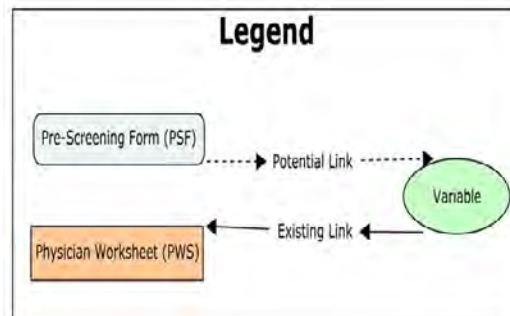 Legend
Pre-Screening Form (PSF)
Potential Link
Variable
Existing Link
Physician Worksheet (PWS)